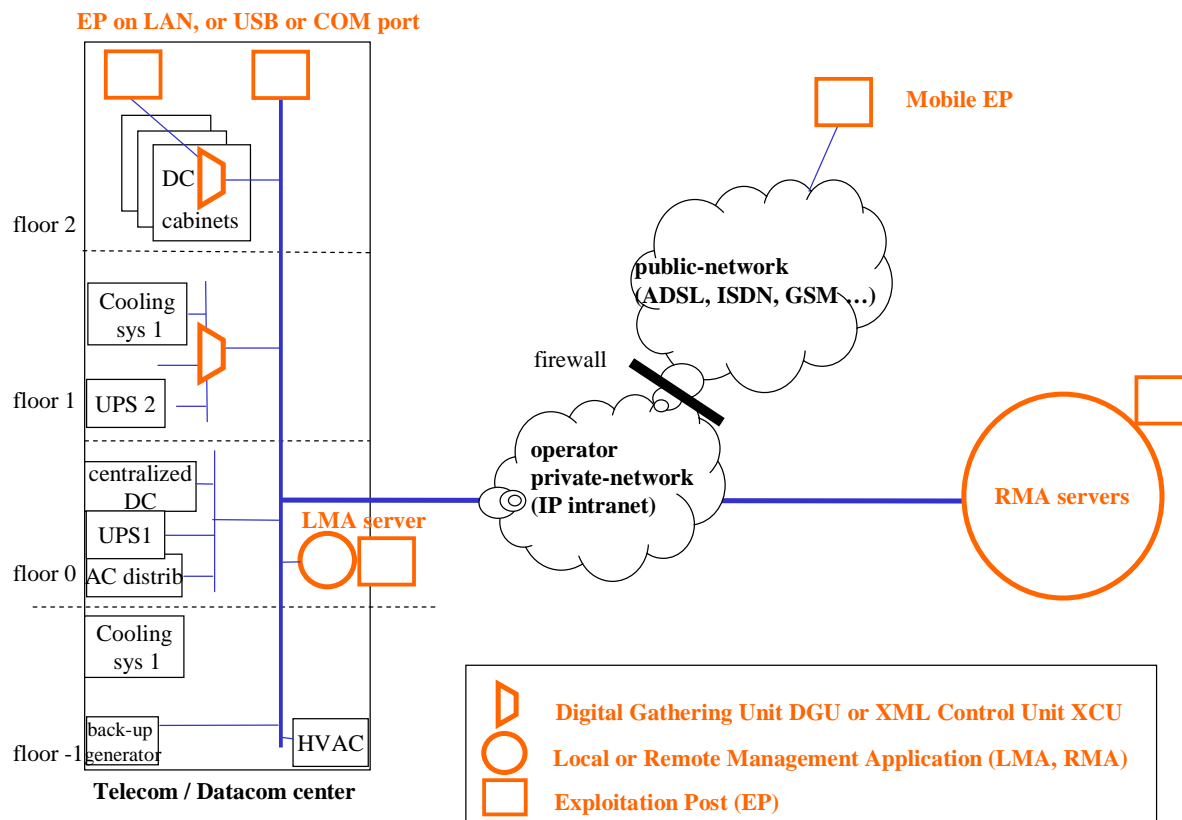 EP on LAN, or USB or COM port
Mobile EP
DC
cabinets
floor 2
public-network
(ADSL, ISDN, GSM …)
Cooling
sys 1
firewall
floor 1
UPS 2
operator
private-network
(IP intranet)
centralized
DC
RMA servers
LMA server
UPS1
floor 0
AC distrib
Cooling
sys 1
back-up
generator
HVAC
floor -1
Telecom / Datacom center
Digital Gathering Unit DGU or XML Control Unit XCU
Local or Remote Management Application (LMA, RMA)
Exploitation Post (EP)